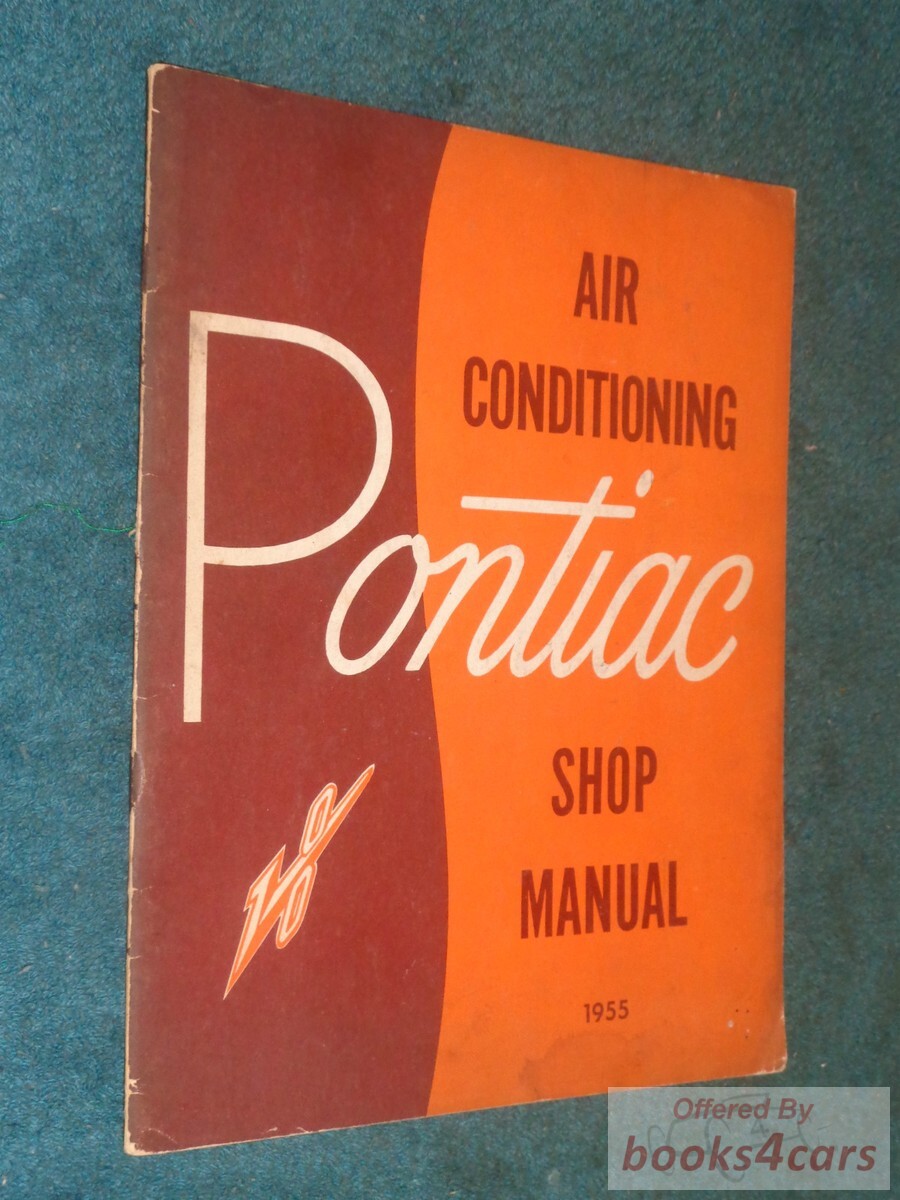 AIR
CONDITIONING
Pontiac
SHOP
MANUAL
V8
1955
Offered By
books4cars